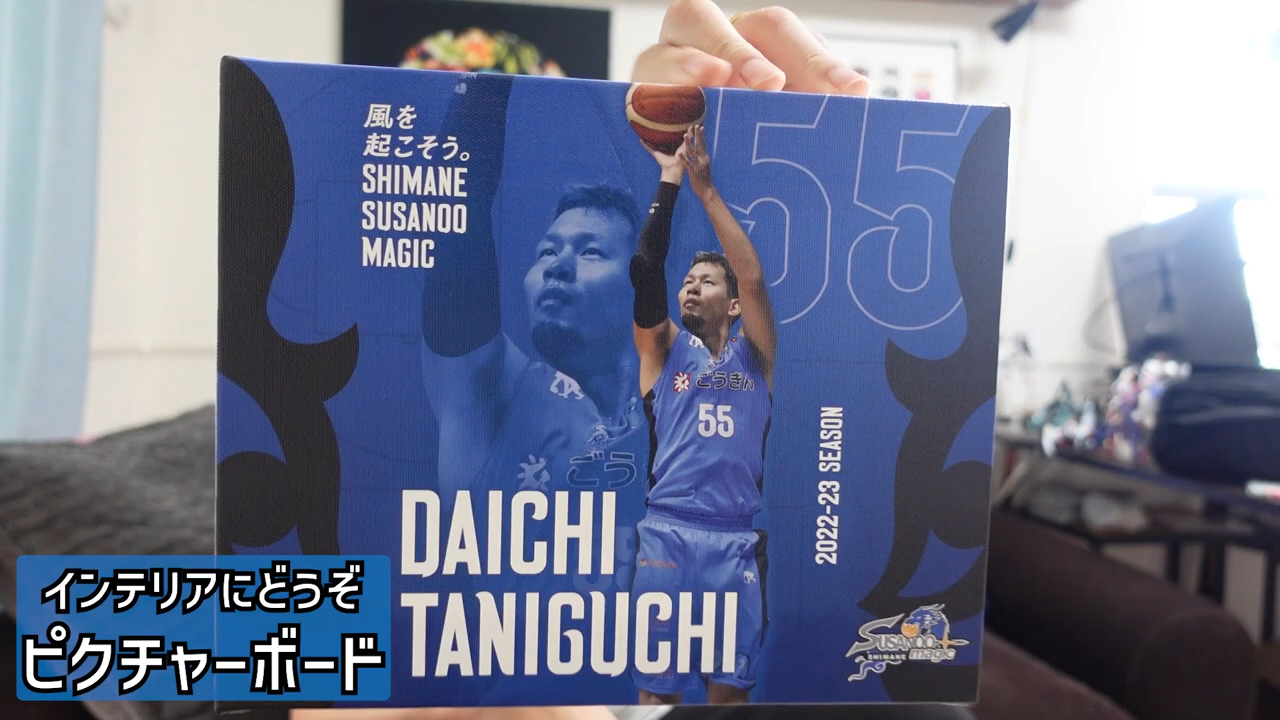 風を
起こそう。
SHIMANE
SUSANOO
MAGIC
55
ごうぎん
55
ごう
2022-23 SEASON
DAICHI
TANIGUCHI
SUSANOO
SHIMANE magic
インテリアにどうぞ
ピクチャーボード